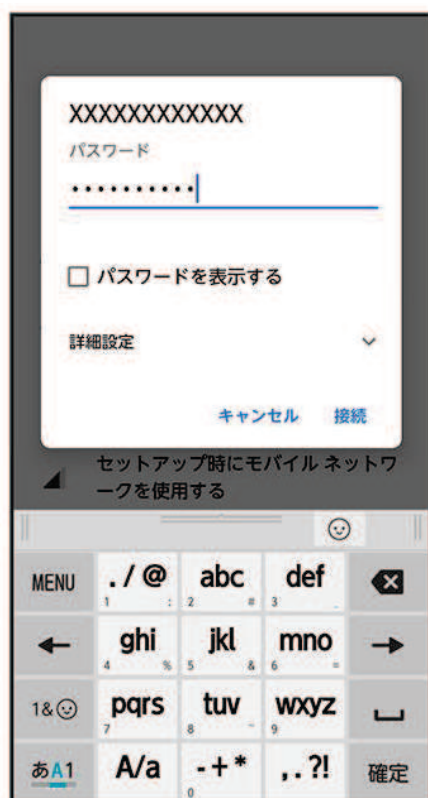 XXXXXXXXXXXX
パスワード
••••••••••
パスワードを表示する
詳細設定
キャンセル 接続
セットアップ時にモバイル ネットワ
ークを使用する
MENU ./@ abc def
1 : 2 # 3 _
← ghi jkl mno →
4 % 5 & 6 =
1&☺ pqrs tuv wxyz
7 8 ~ 9
あA1 A/a -+* ,.?! 確定
0